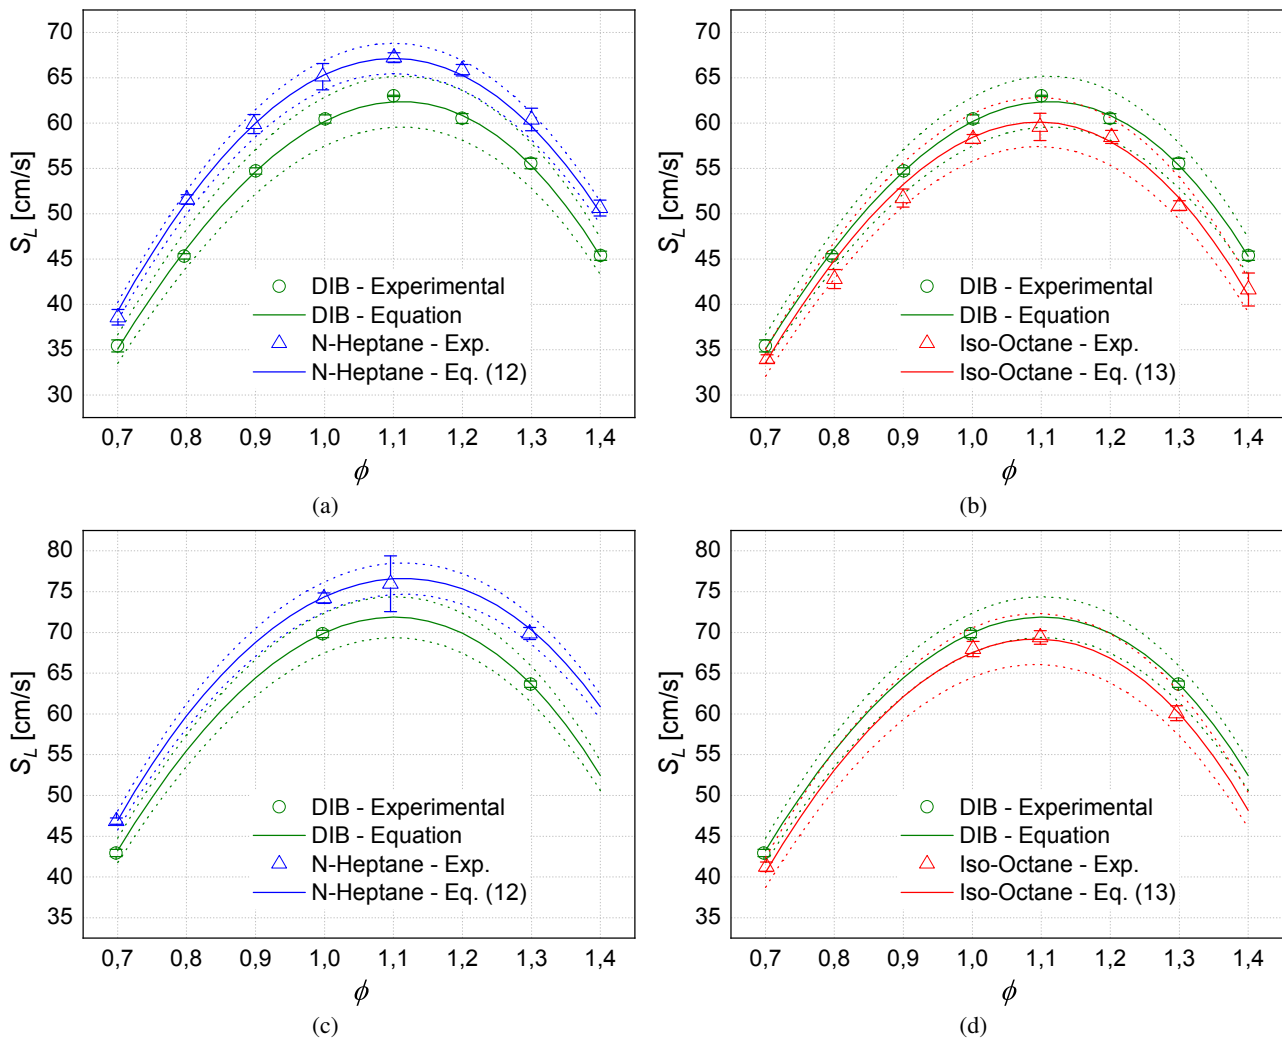 70
65
60
55
50
45
40
35
30
S_L [cm/s]
DIB - Experimental
DIB - Equation
N-Heptane - Exp.
N-Heptane - Eq. (12)
0,7 0,8 0,9 1,0 1,1 1,2 1,3 1,4
ϕ
(a)
70
65
60
55
50
45
40
35
30
S_L [cm/s]
DIB - Experimental
DIB - Equation
Iso-Octane - Exp.
Iso-Octane - Eq. (13)
0,7 0,8 0,9 1,0 1,1 1,2 1,3 1,4
ϕ
(b)
80
75
70
65
60
55
50
45
40
35
S_L [cm/s]
DIB - Experimental
DIB - Equation
N-Heptane - Exp.
N-Heptane - Eq. (12)
0,7 0,8 0,9 1,0 1,1 1,2 1,3 1,4
ϕ
(c)
80
75
70
65
60
55
50
45
40
35
S_L [cm/s]
DIB - Experimental
DIB - Equation
Iso-Octane - Exp.
Iso-Octane - Eq. (13)
0,7 0,8 0,9 1,0 1,1 1,2 1,3 1,4
ϕ
(d)